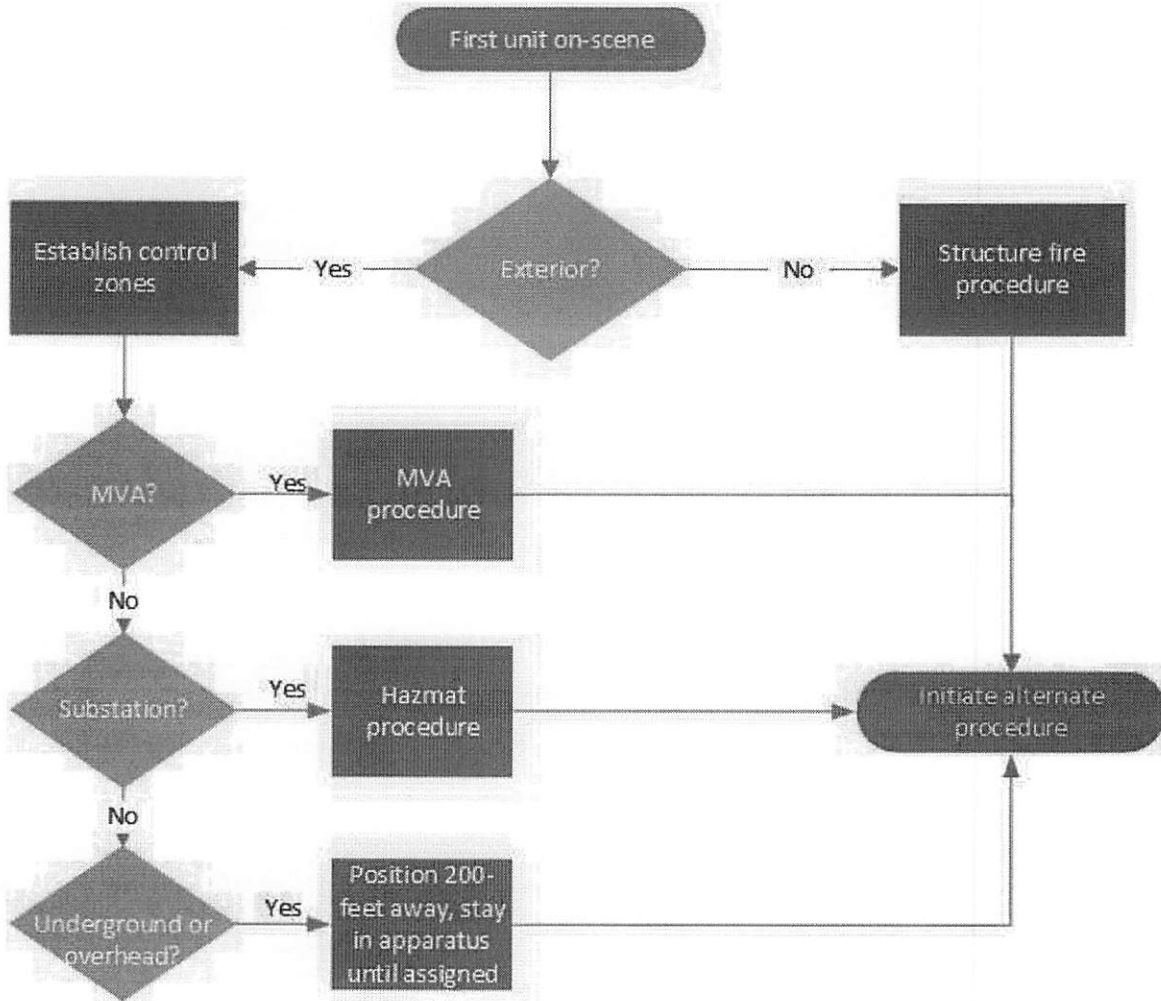 First unit on-scene
Establish control
zones
Yes
Exterior?
No
Structure fire
procedure
MVA?
Yes
MVA
procedure
No
Substation?
Yes
Hazmat
procedure
Initiate alternate
procedure
No
Underground or
overhead?
Yes
Position 200-
feet away, stay
in apparatus
until assigned